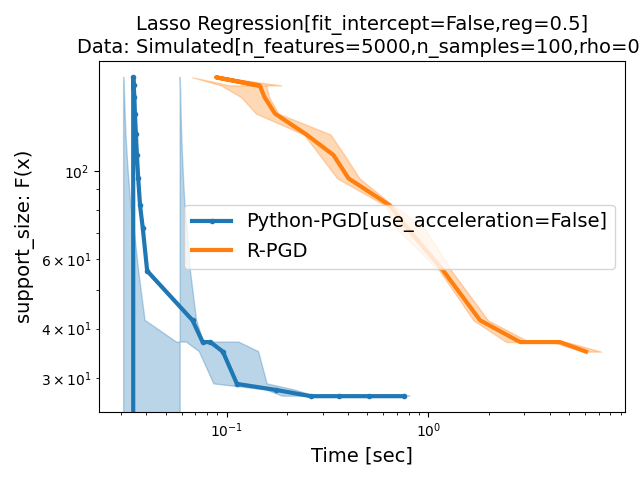 Lasso Regression[fit_intercept=False,reg=0.5]
Data: Simulated[n_features=5000,n_samples=100,rho=0
support_size: F(x)
10²
6 × 10¹
4 × 10¹
3 × 10¹
Python-PGD[use_acceleration=False]
R-PGD
10⁻¹
10⁰
Time [sec]